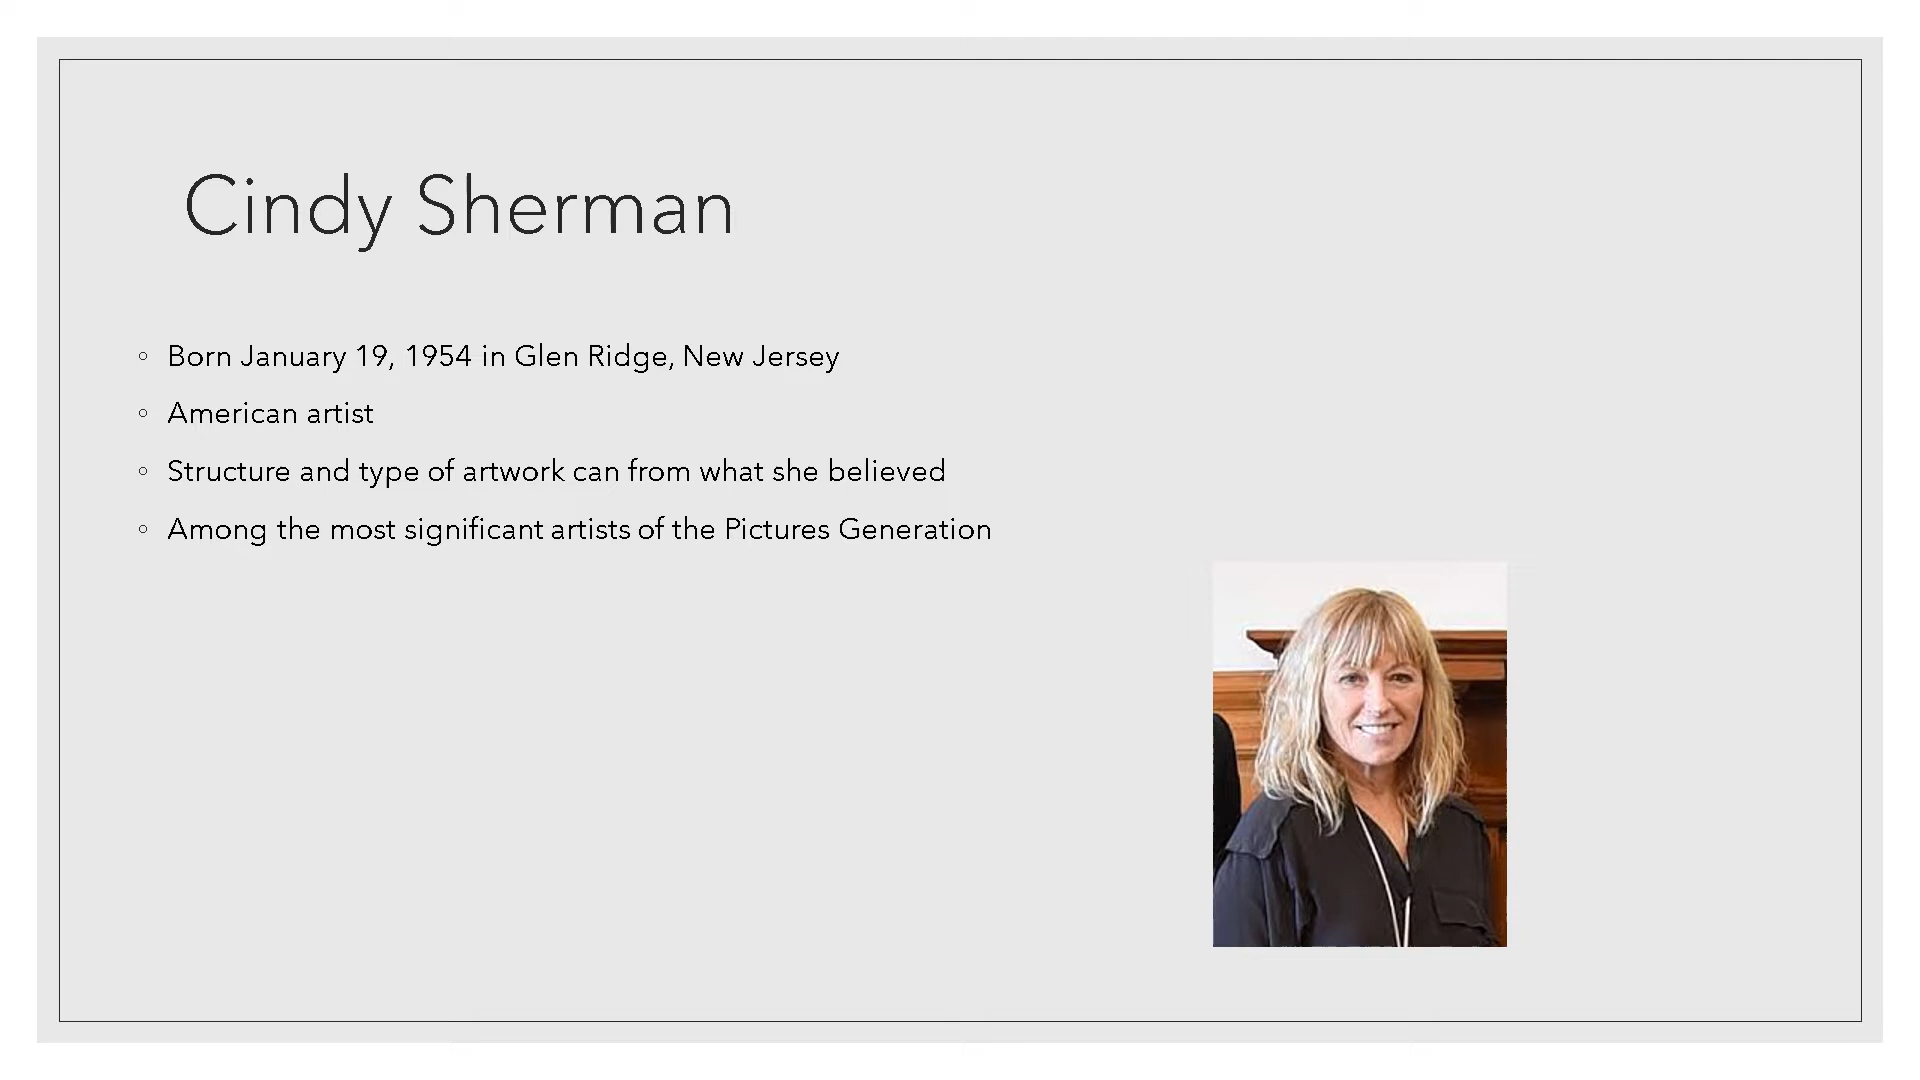 Cindy Sherman
◦ Born January 19, 1954 in Glen Ridge, New Jersey
◦ American artist
◦ Structure and type of artwork can from what she believed
◦ Among the most significant artists of the Pictures Generation